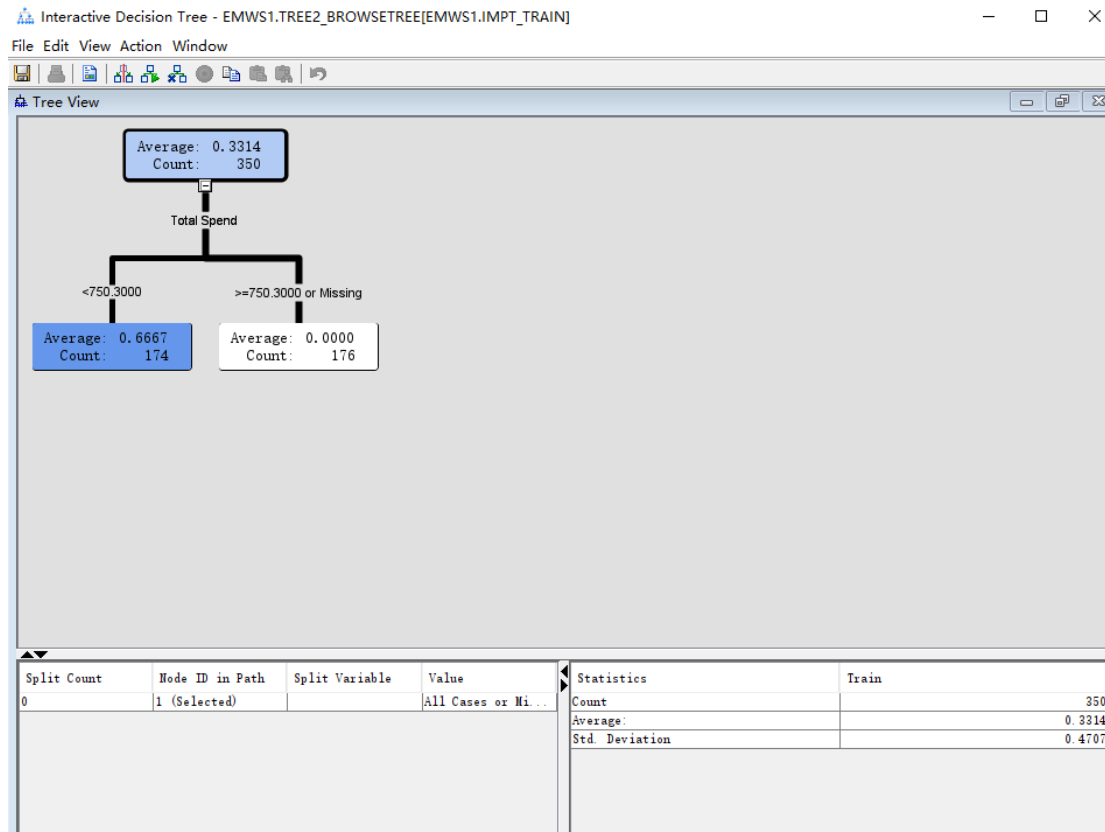 Interactive Decision Tree - EMWS1.TREE2_BROWSETREE[EMWS1.IMPT_TRAIN]
File Edit View Action Window
Tree View
Average: 0.3314
Count: 350
Total Spend
<750.3000
>=750.3000 or Missing
Average: 0.6667
Count: 174
Average: 0.0000
Count: 176
Split Count Node ID in Path Split Variable Value
0 1 (Selected) All Cases or Mi...
Statistics Train
Count 350
Average: 0.3314
Std. Deviation 0.4707